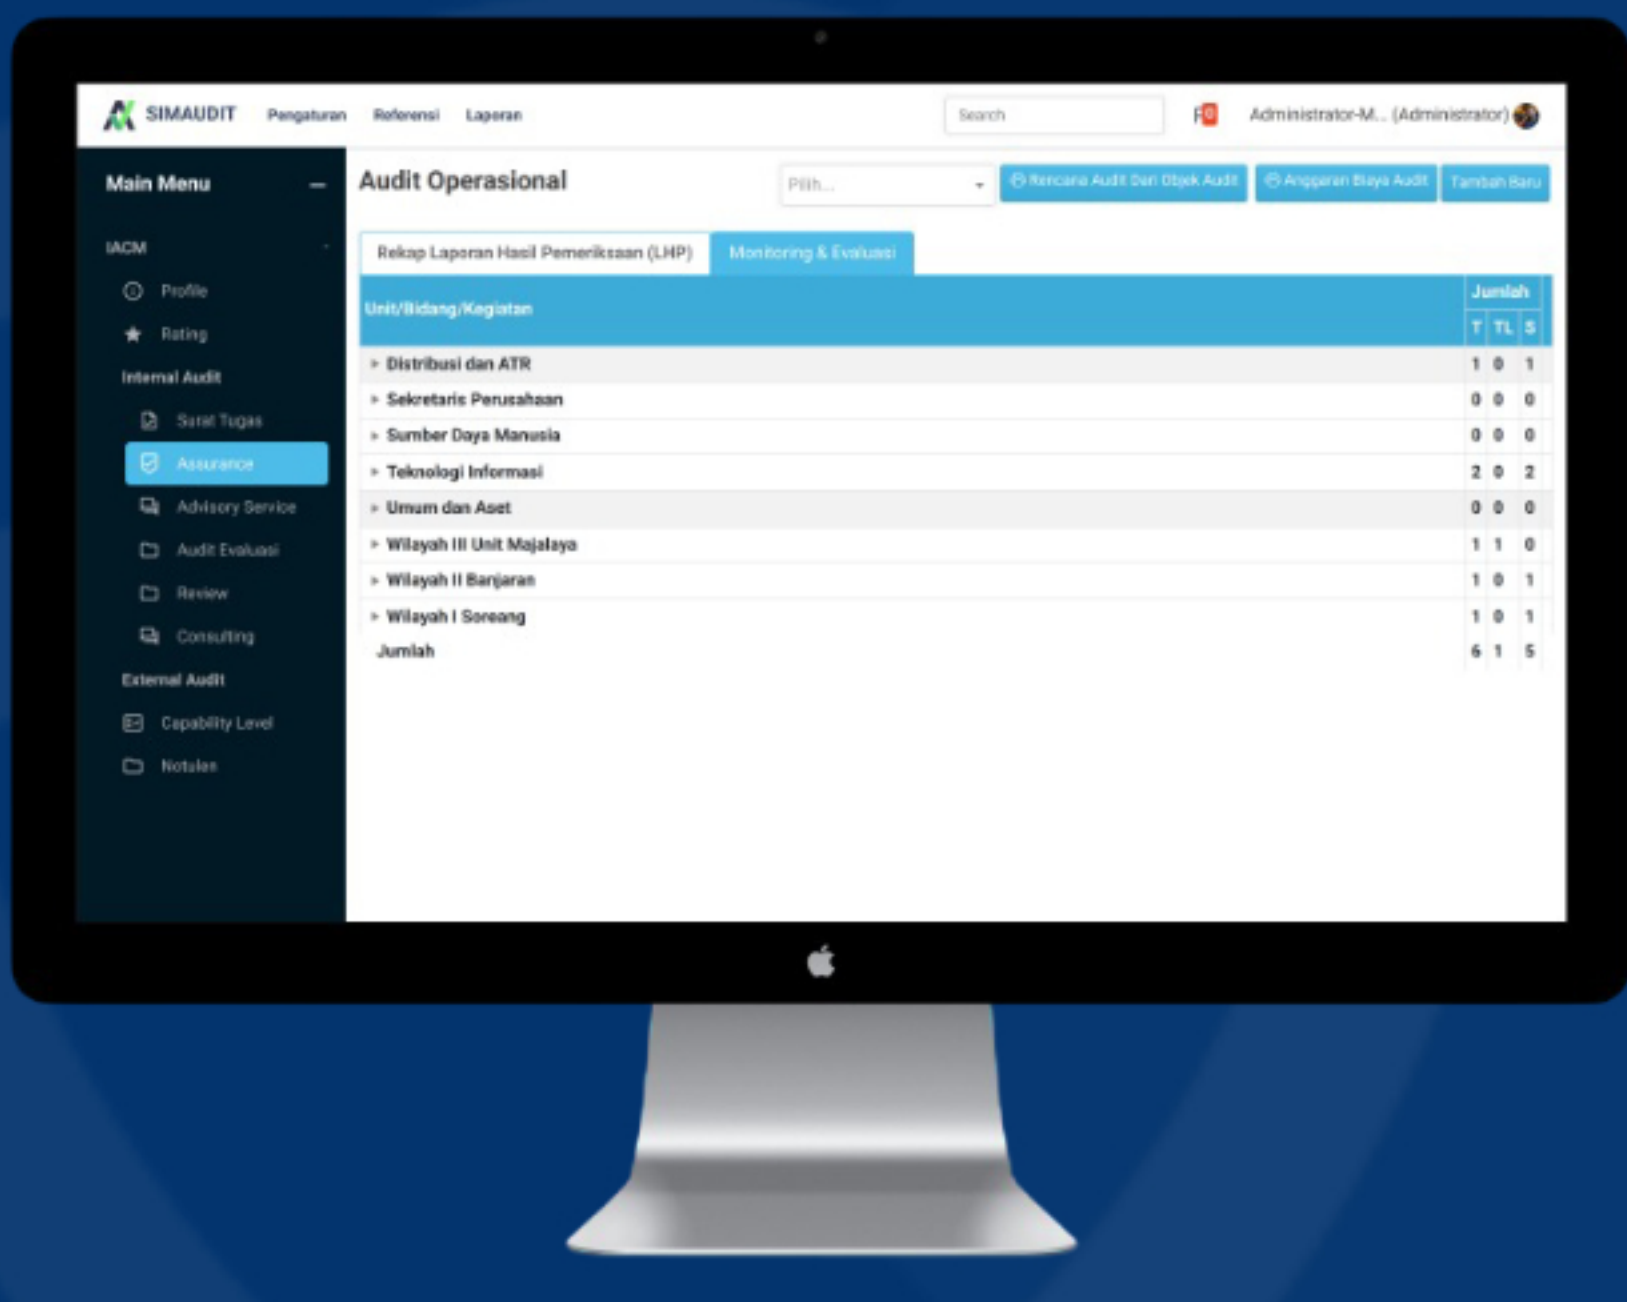 SIMAUDIT Pengaturan Referensi Laporan Search Administrator-M... (Administrator)
Main Menu
IACM
Profile
Rating
Internal Audit
Surat Tugas
Assurance
Advisory Service
Audit Evaluasi
Review
Consulting
External Audit
Capability Level
Notulen
Audit Operasional Pilih... Rencana Audit Dan Objek Audit Anggaran Biaya Audit Tambah Baru
Rekap Laporan Hasil Pemeriksaan (LHP) Monitoring & Evaluasi
Unit/Bidang/Kegiatan Jumlah
T TL S
Distribusi dan ATR 1 0 1
Sekretaris Perusahaan 0 0 0
Sumber Daya Manusia 0 0 0
Teknologi Informasi 2 0 2
Umum dan Aset 0 0 0
Wilayah III Unit Majalaya 1 1 0
Wilayah II Banjaran 1 0 1
Wilayah I Soreang 1 0 1
Jumlah 6 1 5